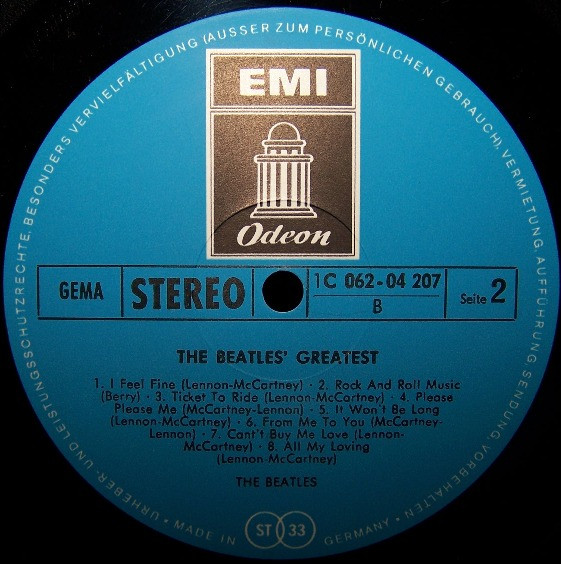 URHEBER- UND LEISTUNGSSCHUTZRECHTE, BESONDERS VERVIELFÄLTIGUNG (AUSSER ZUM PERSÖNLICHEN GEBRAUCH), VERMIETUNG, AUFFÜHRUNG, SENDUNG, VORBEHALTEN •
EMI
Odeon
GEMA
STEREO
1C 062-04 207
B
Seite 2
THE BEATLES' GREATEST
1. I Feel Fine (Lennon-McCartney) · 2. Rock And Roll Music
(Berry) · 3. Ticket To Ride (Lennon-McCartney) · 4. Please
Please Me (McCartney-Lennon) · 5. It Won't Be Long
(Lennon-McCartney) · 6. From Me To You (McCartney-
Lennon) · 7. Cant't Buy Me Love (Lennon-
McCartney) · 8. All My Loving
(Lennon-McCartney)
THE BEATLES
• MADE IN GERMANY •
ST 33